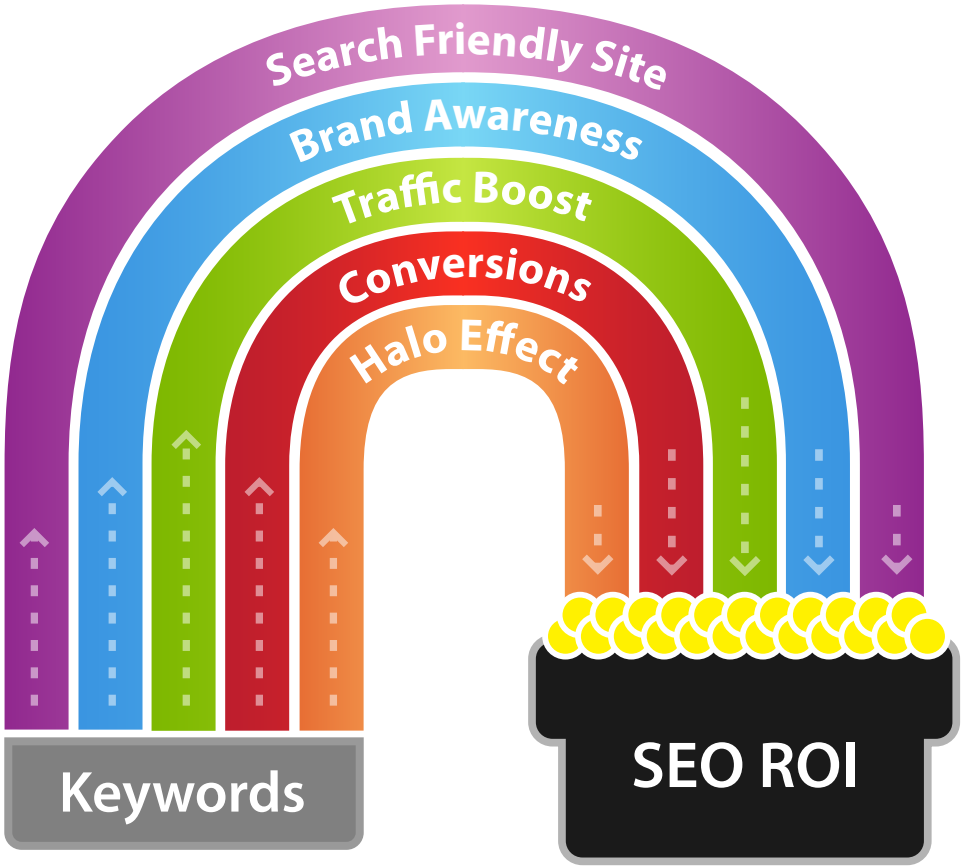 Search Friendly Site
Brand Awareness
Traffic Boost
Conversions
Halo Effect
Keywords
SEO ROI